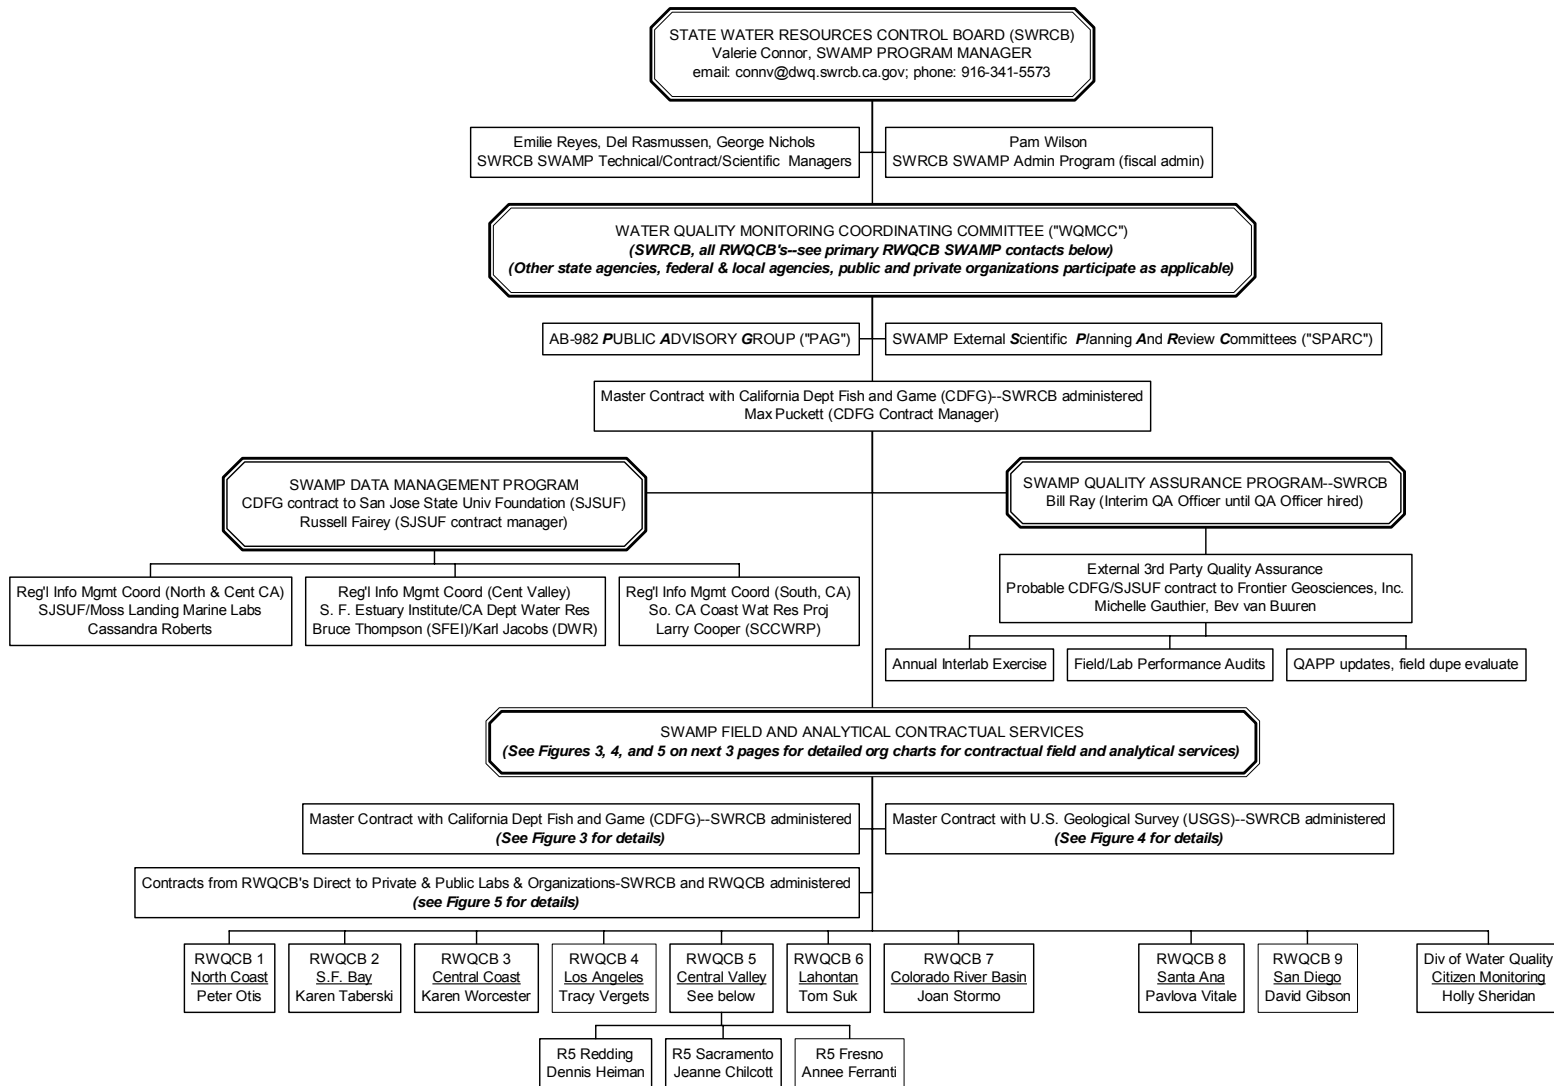 STATE WATER RESOURCES CONTROL BOARD (SWRCB)
Valerie Connor, SWAMP PROGRAM MANAGER
email: connv@dwq.swrcb.ca.gov; phone: 916-341-5573
Emilie Reyes, Del Rasmussen, George Nichols
SWRCB SWAMP Technical/Contract/Scientific Managers
Pam Wilson
SWRCB SWAMP Admin Program (fiscal admin)
WATER QUALITY MONITORING COORDINATING COMMITTEE ("WQMCC")
(SWRCB, all RWQCB's--see primary RWQCB SWAMP contacts below)
(Other state agencies, federal & local agencies, public and private organizations participate as applicable)
AB-982 PUBLIC ADVISORY GROUP ("PAG")
SWAMP External Scientific Planning And Review Committees ("SPARC")
Master Contract with California Dept Fish and Game (CDFG)--SWRCB administered
Max Puckett (CDFG Contract Manager)
SWAMP DATA MANAGEMENT PROGRAM
CDFG contract to San Jose State Univ Foundation (SJSUF)
Russell Fairey (SJSUF contract manager)
SWAMP QUALITY ASSURANCE PROGRAM--SWRCB
Bill Ray (Interim QA Officer until QA Officer hired)
Reg'l Info Mgmt Coord (North & Cent CA)
SJSUF/Moss Landing Marine Labs
Cassandra Roberts
Reg'l Info Mgmt Coord (Cent Valley)
S. F. Estuary Institute/CA Dept Water Res
Bruce Thompson (SFEI)/Karl Jacobs (DWR)
Reg'l Info Mgmt Coord (South, CA)
So. CA Coast Wat Res Proj
Larry Cooper (SCCWRP)
External 3rd Party Quality Assurance
Probable CDFG/SJSUF contract to Frontier Geosciences, Inc.
Michelle Gauthier, Bev van Buuren
Annual Interlab Exercise
Field/Lab Performance Audits
QAPP updates, field dupe evaluate
SWAMP FIELD AND ANALYTICAL CONTRACTUAL SERVICES
(See Figures 3, 4, and 5 on next 3 pages for detailed org charts for contractual field and analytical services)
Master Contract with California Dept Fish and Game (CDFG)--SWRCB administered
(See Figure 3 for details)
Master Contract with U.S. Geological Survey (USGS)--SWRCB administered
(See Figure 4 for details)
Contracts from RWQCB's Direct to Private & Public Labs & Organizations-SWRCB and RWQCB administered
(see Figure 5 for details)
RWQCB 1
North Coast
Peter Otis
RWQCB 2
S.F. Bay
Karen Taberski
RWQCB 3
Central Coast
Karen Worcester
RWQCB 4
Los Angeles
Tracy Vergets
RWQCB 5
Central Valley
See below
RWQCB 6
Lahontan
Tom Suk
RWQCB 7
Colorado River Basin
Joan Stormo
RWQCB 8
Santa Ana
Pavlova Vitale
RWQCB 9
San Diego
David Gibson
Div of Water Quality
Citizen Monitoring
Holly Sheridan
R5 Redding
Dennis Heiman
R5 Sacramento
Jeanne Chilcott
R5 Fresno
Annee Ferranti